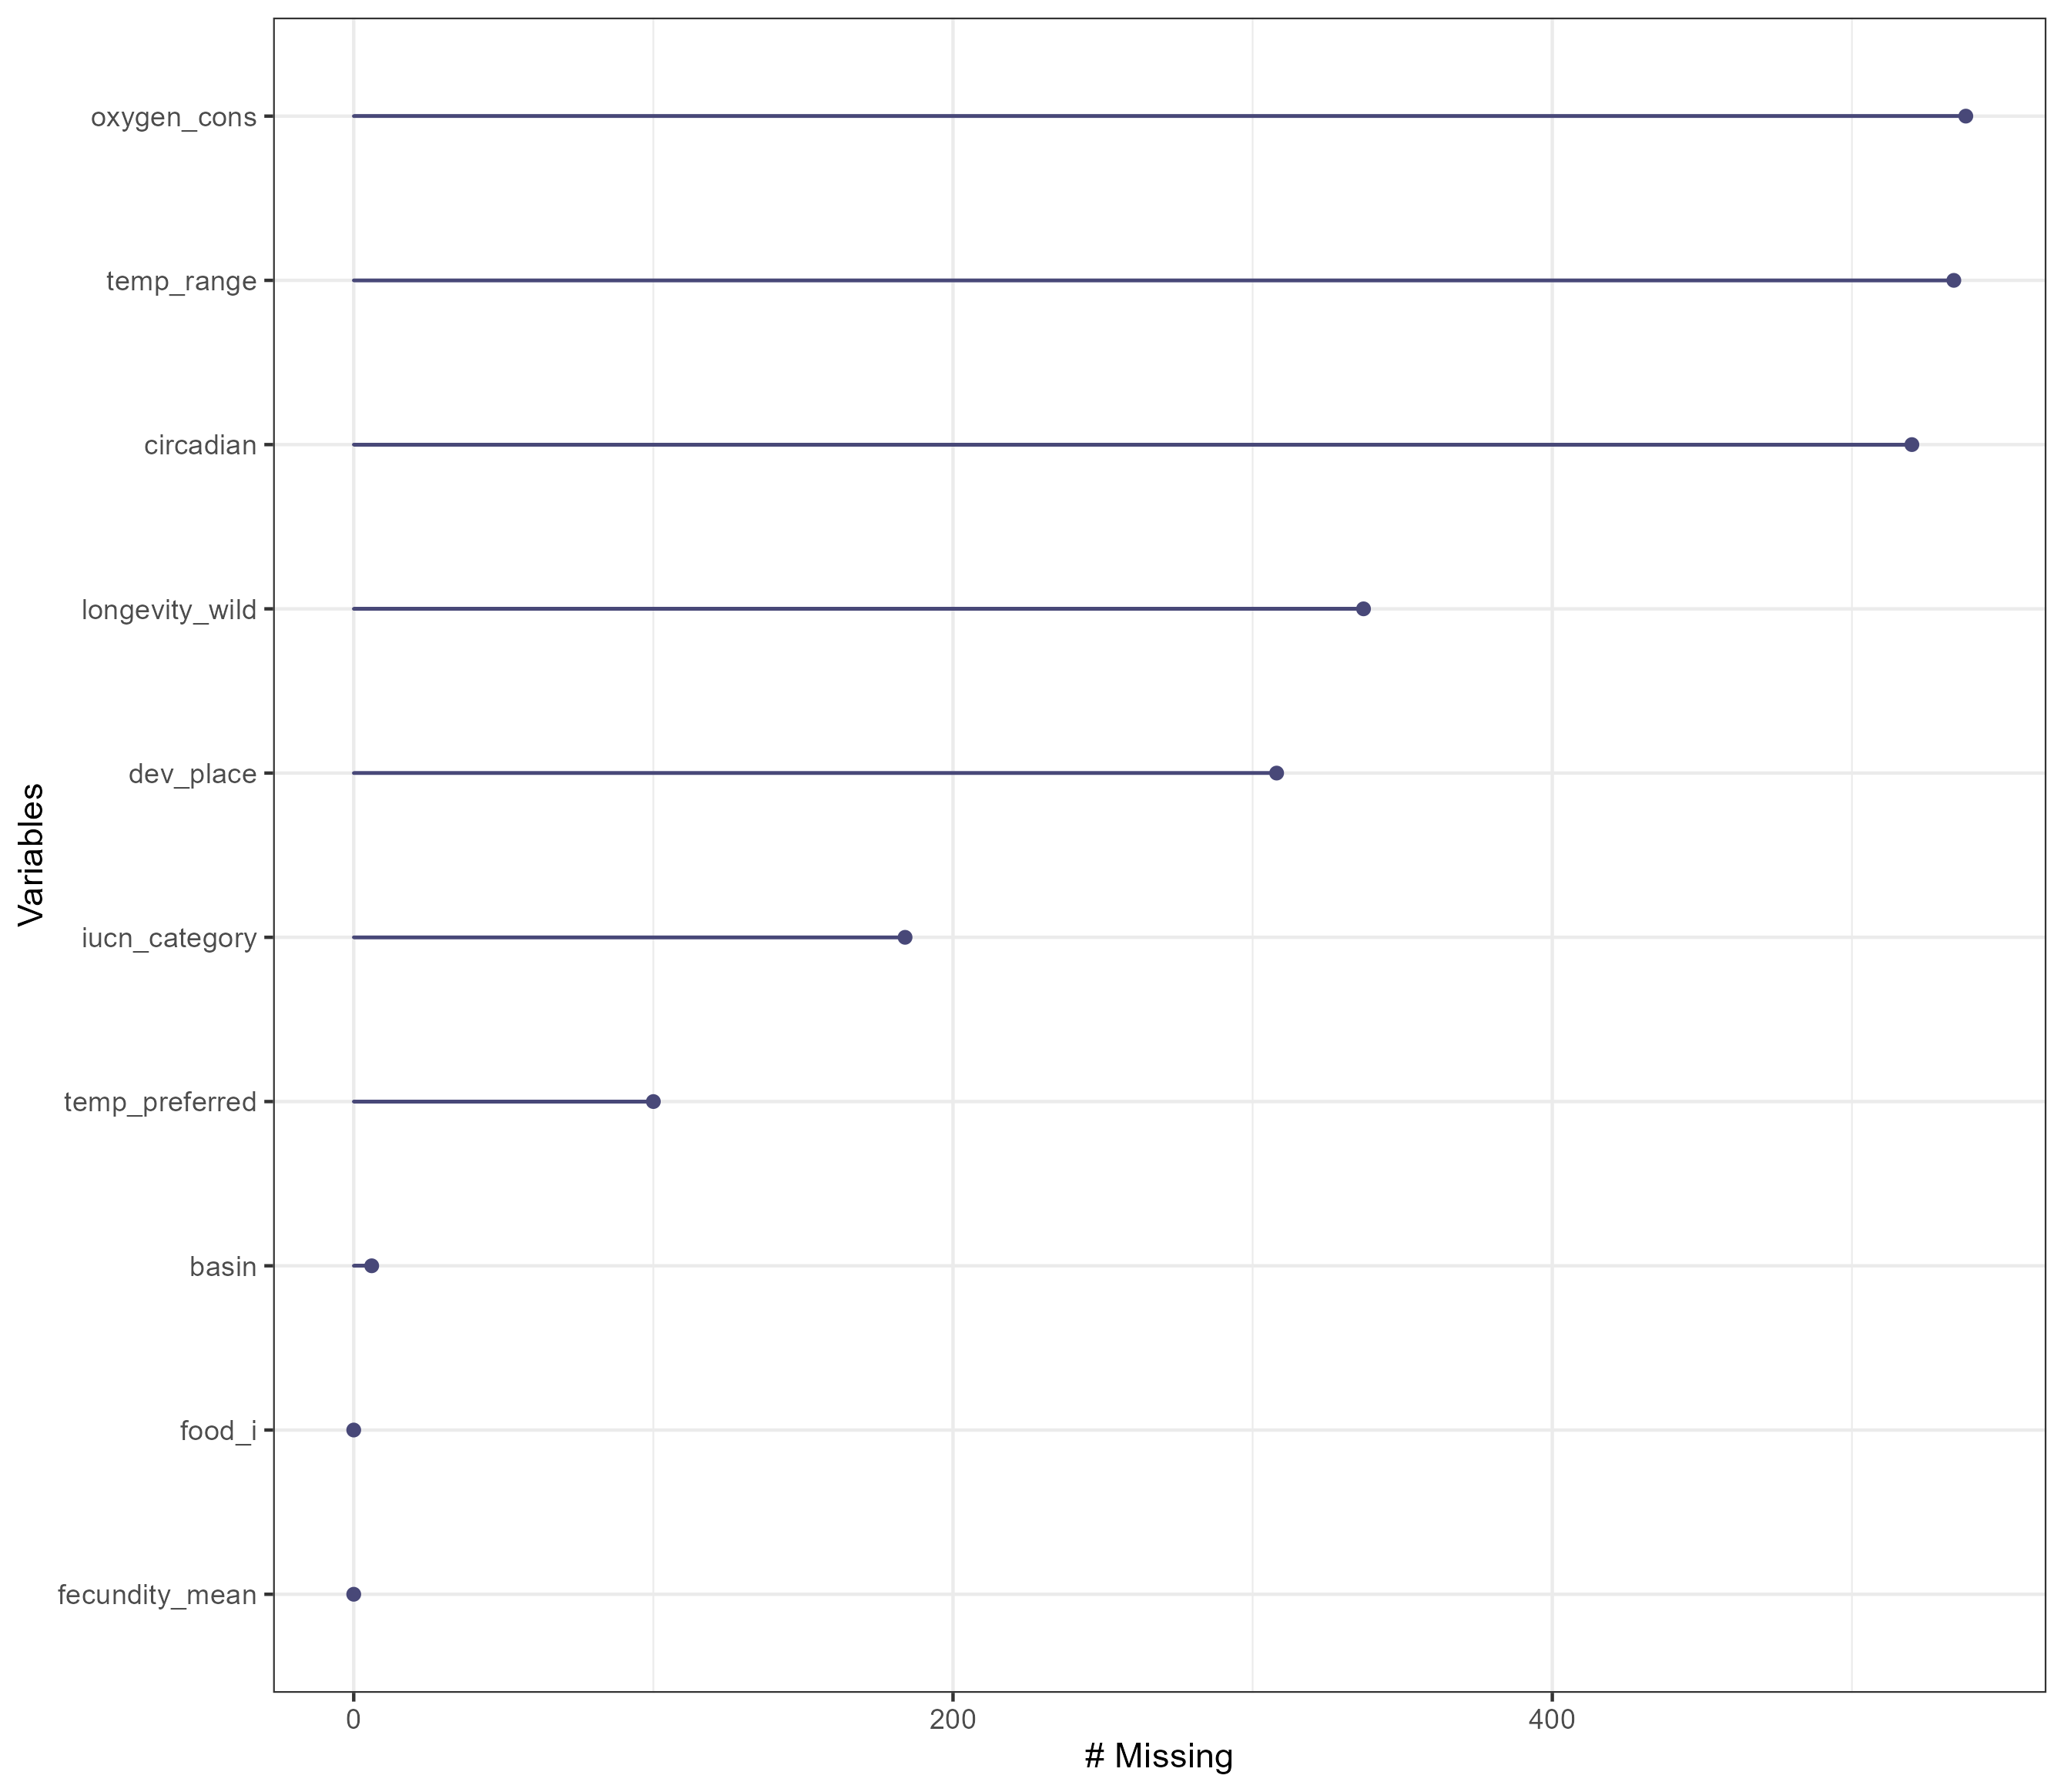 oxygen_cons
temp_range
circadian
longevity_wild
dev_place
iucn_category
temp_preferred
basin
food_i
fecundity_mean
Variables
0 200 400
# Missing